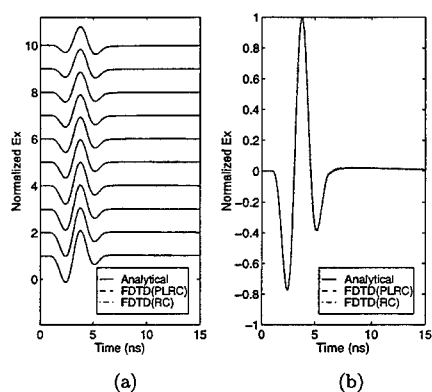 10
8
6
4
2
0
Normalized Ex
Analytical
FDTD(PLRC)
FDTD(RC)
0 5 10 15
Time (ns)
(a)
1
0.8
0.6
0.4
0.2
0
-0.2
-0.4
-0.6
-0.8
-1
Normalized Ex
Analytical
FDTD(PLRC)
FDTD(RC)
0 5 10 15
Time (ns)
(b)